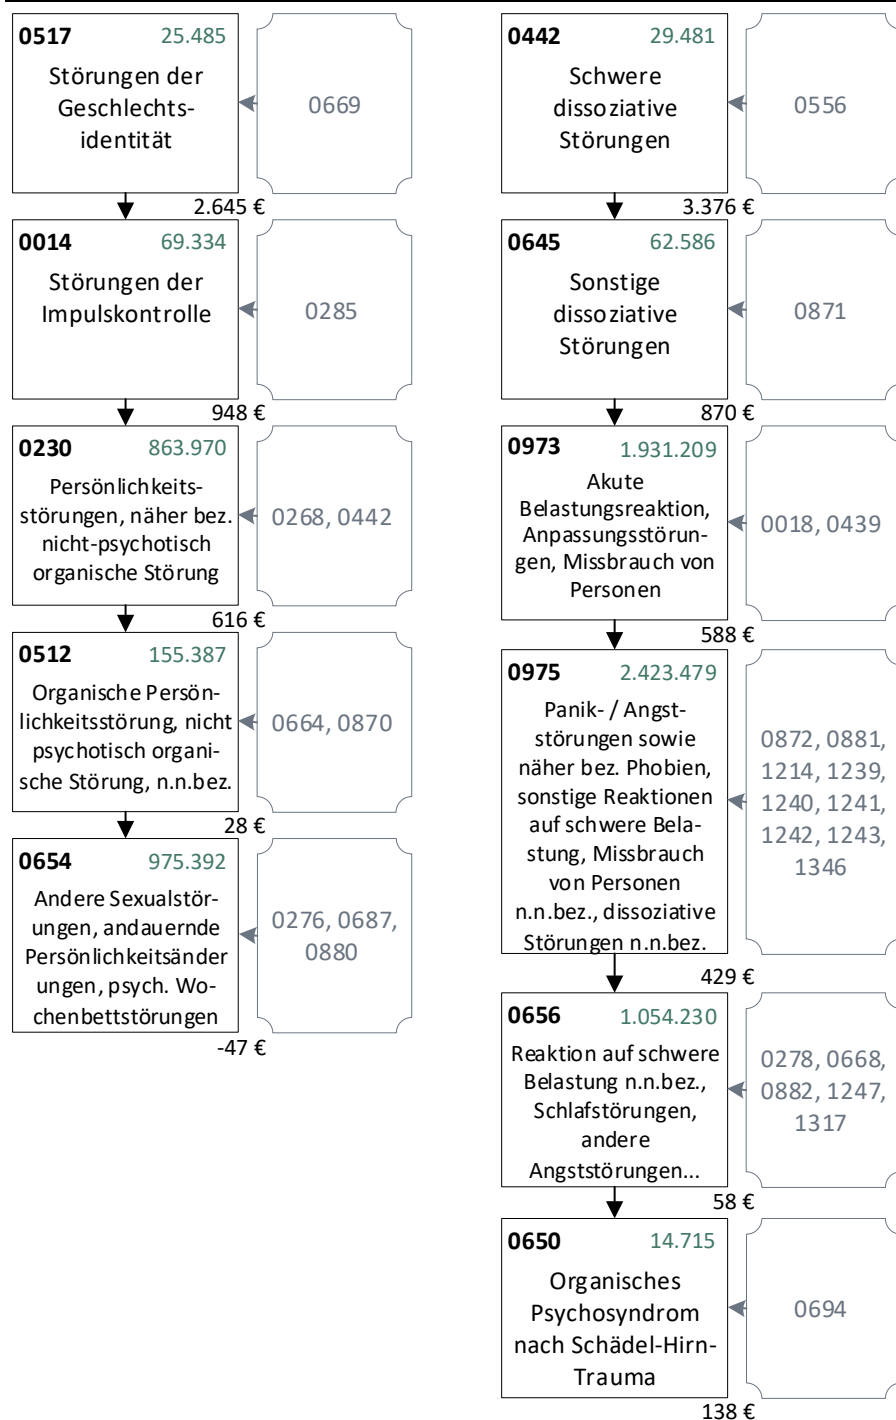 0517 25.485
Störungen der
Geschlechts-
identität
0669
2.645 €
0014 69.334
Störungen der
Impulskontrolle
0285
948 €
0230 863.970
Persönlichkeits-
störungen, näher bez.
nicht-psychotisch
organische Störung
0268, 0442
616 €
0512 155.387
Organische Persön-
lichkeitsstörung, nicht
psychotisch organi-
sche Störung, n.n.bez.
0664, 0870
28 €
0654 975.392
Andere Sexualstör-
ungen, andauernde
Persönlichkeitsänder
ungen, psych. Wo-
chenbettstörungen
0276, 0687,
0880
-47 €
0442 29.481
Schwere
dissoziative
Störungen
0556
3.376 €
0645 62.586
Sonstige
dissoziative
Störungen
0871
870 €
0973 1.931.209
Akute
Belastungsreaktion,
Anpassungsstörun-
gen, Missbrauch von
Personen
0018, 0439
588 €
0975 2.423.479
Panik- / Angst-
störungen sowie
näher bez. Phobien,
sonstige Reaktionen
auf schwere Bela-
stung, Missbrauch
von Personen
n.n.bez., dissoziative
Störungen n.n.bez.
0872, 0881,
1214, 1239,
1240, 1241,
1242, 1243,
1346
429 €
0656 1.054.230
Reaktion auf schwere
Belastung n.n.bez.,
Schlafstörungen,
andere
Angststörungen...
0278, 0668,
0882, 1247,
1317
58 €
0650 14.715
Organisches
Psychosyndrom
nach Schädel-Hirn-
Trauma
0694
138 €